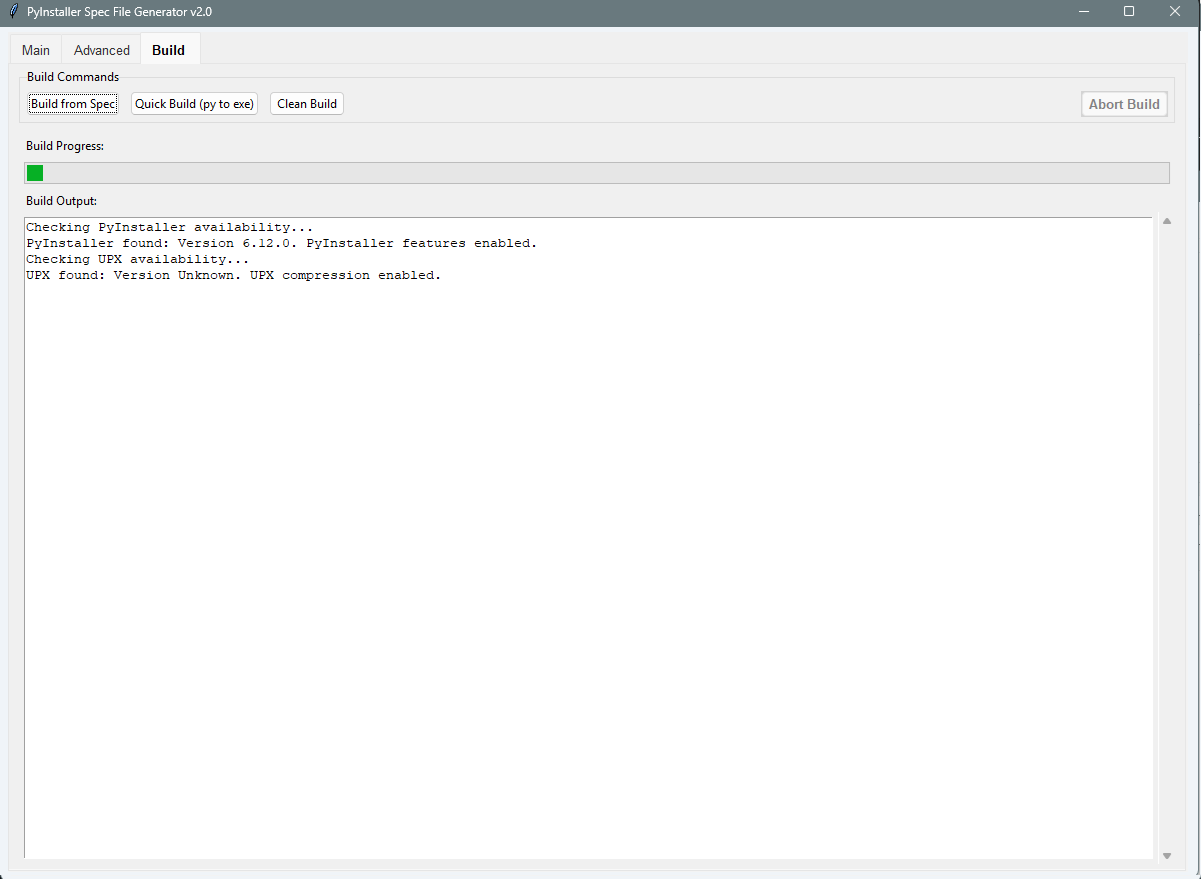 PyInstaller Spec File Generator v2.0
Main Advanced Build
Build Commands
Build from Spec Quick Build (py to exe) Clean Build Abort Build
Build Progress:
Build Output:
Checking PyInstaller availability...
PyInstaller found: Version 6.12.0. PyInstaller features enabled.
Checking UPX availability...
UPX found: Version Unknown. UPX compression enabled.